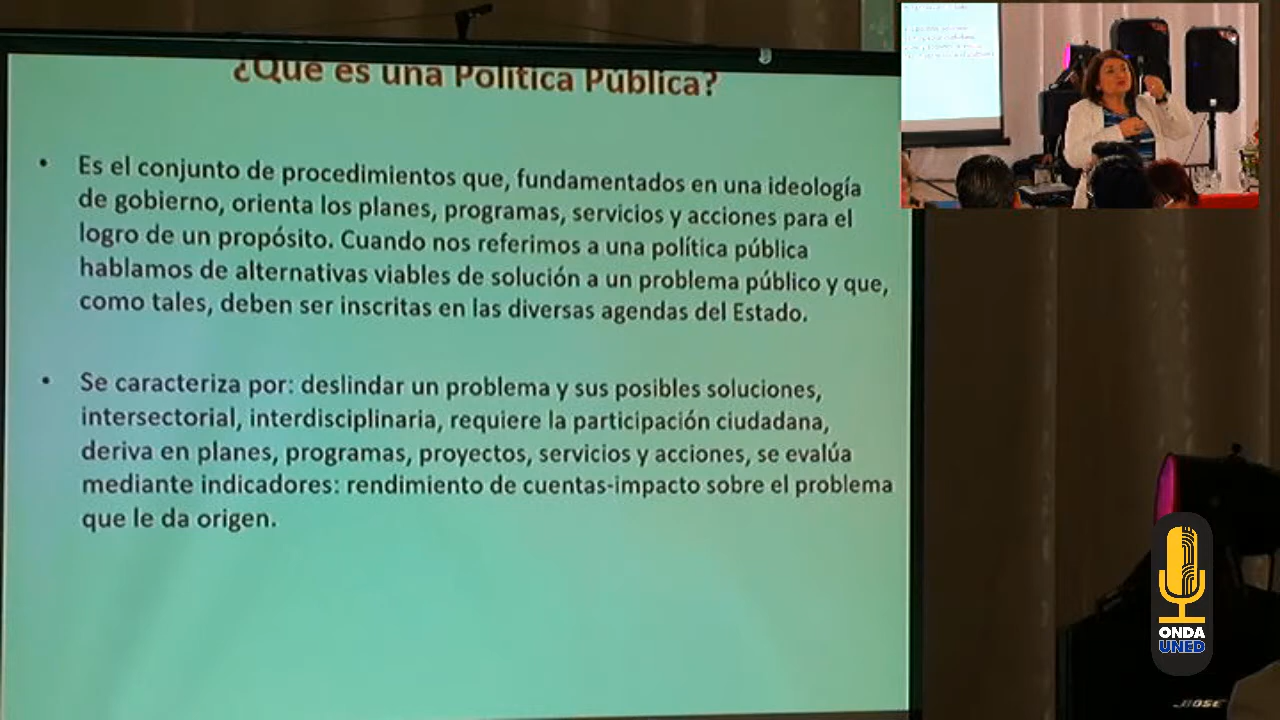 ¿Que es una Política Pública?
• Es el conjunto de procedimientos que, fundamentados en una ideología
de gobierno, orienta los planes, programas, servicios y acciones para el
logro de un propósito. Cuando nos referimos a una política pública
hablamos de alternativas viables de solución a un problema público y que,
como tales, deben ser inscritas en las diversas agendas del Estado.
• Se caracteriza por: deslindar un problema y sus posibles soluciones,
intersectorial, interdisciplinaria, requiere la participación ciudadana,
deriva en planes, programas, proyectos, servicios y acciones, se evalúa
mediante indicadores: rendimiento de cuentas-impacto sobre el problema
que le da origen.
ONDA
UNED